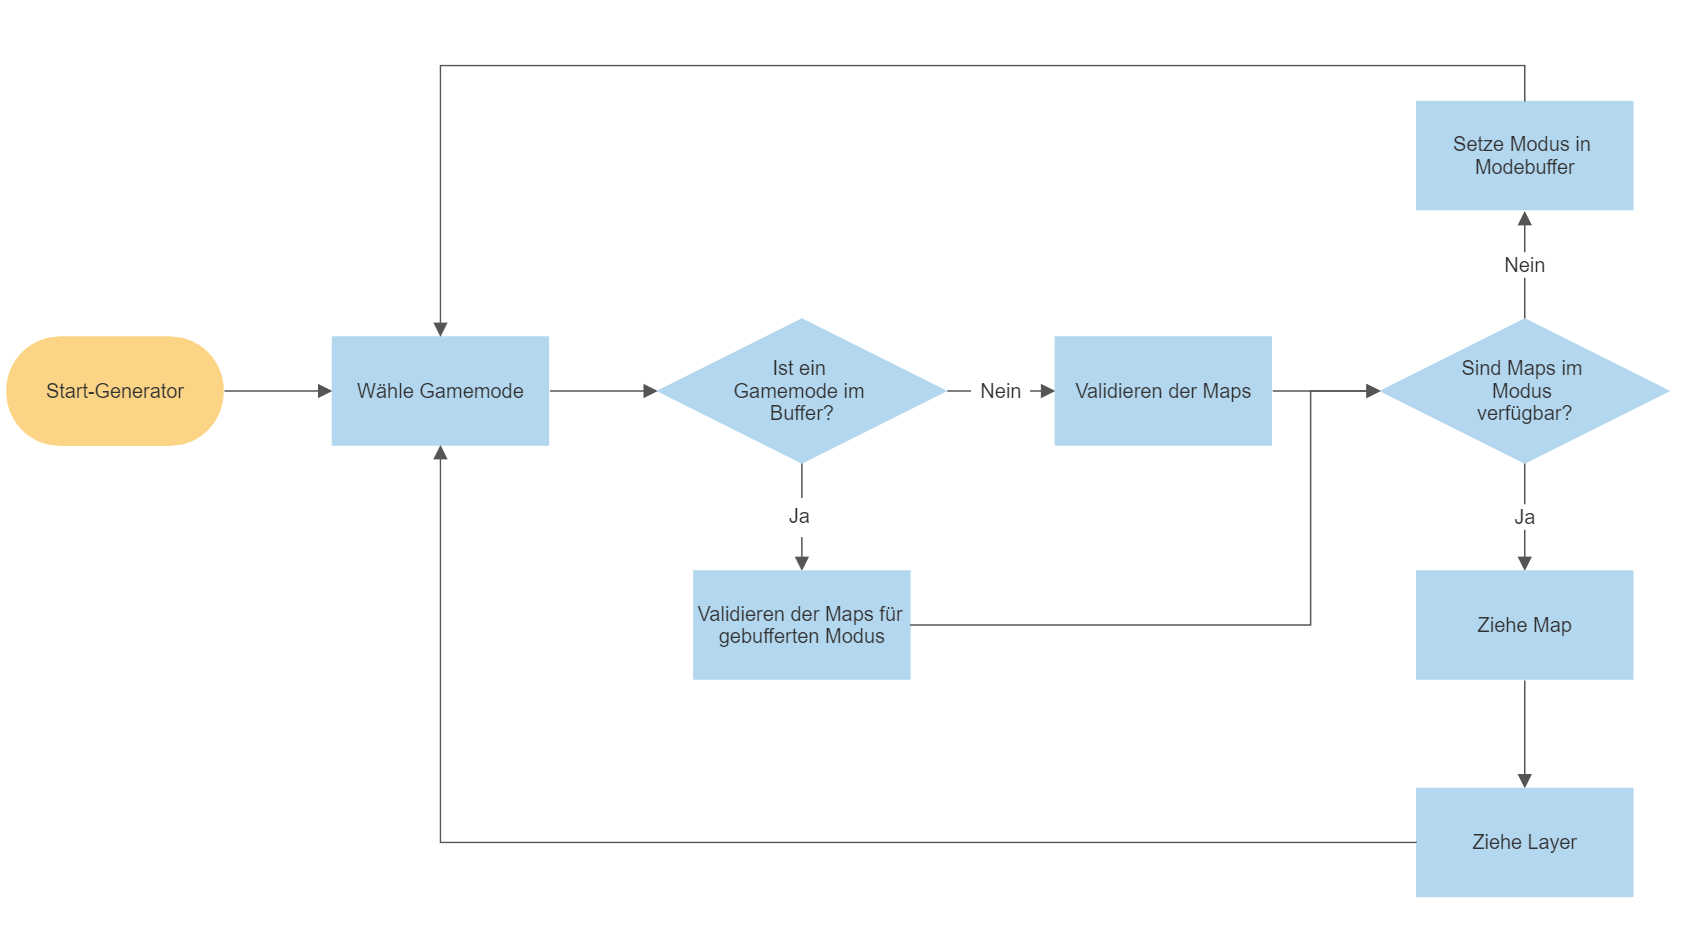 Start-Generator
Wähle Gamemode
Ist ein
Gamemode im
Buffer?
Nein
Validieren der Maps
Sind Maps im
Modus
verfügbar?
Nein
Setze Modus in
Modebuffer
Ja
Validieren der Maps für
gebufferten Modus
Ja
Ziehe Map
Ziehe Layer